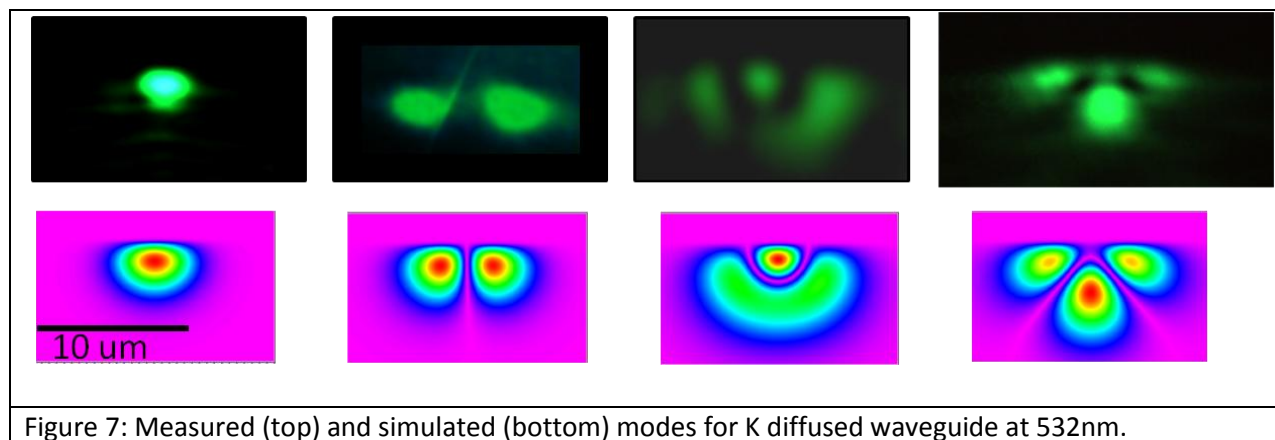 10 um
Figure 7: Measured (top) and simulated (bottom) modes for K diffused waveguide at 532nm.